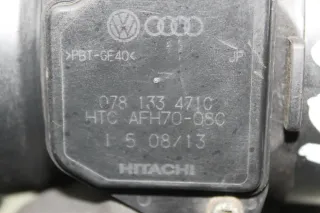 >PBT-GF40<
JP
078 133 471C
HTC AFH70-08C
1 5 08/13
HITACHI